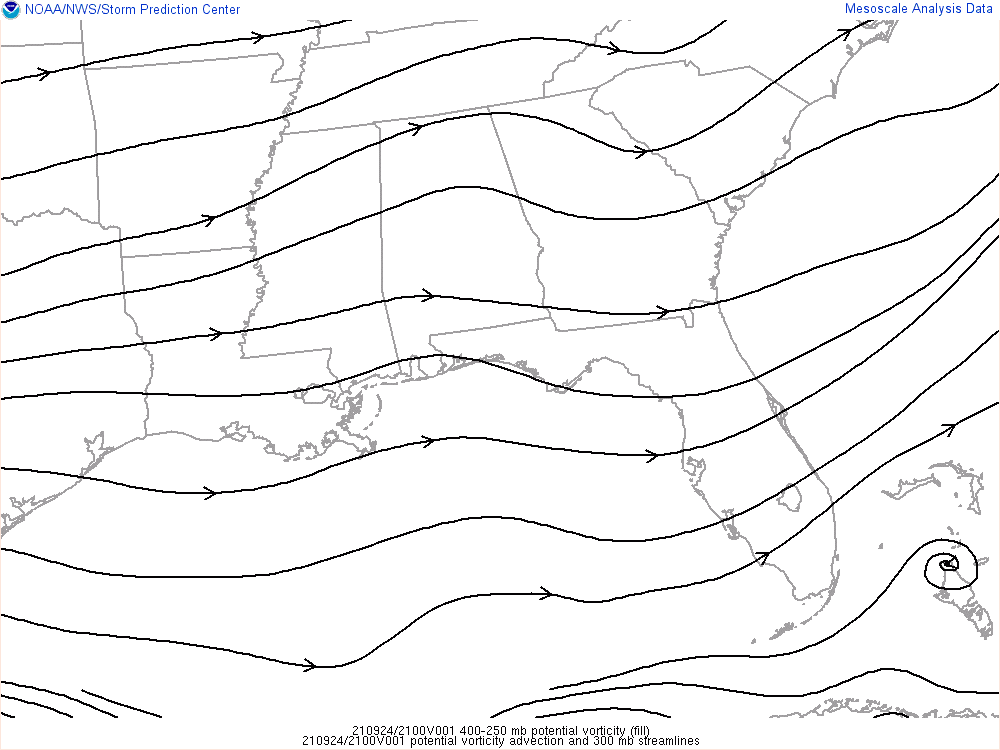 NOAA/NWS/Storm Prediction Center
Mesoscale Analysis Data
210924/2100V001 400-250 mb potential vorticity (fill)
210924/2100V001 potential vorticity advection and 300 mb streamlines